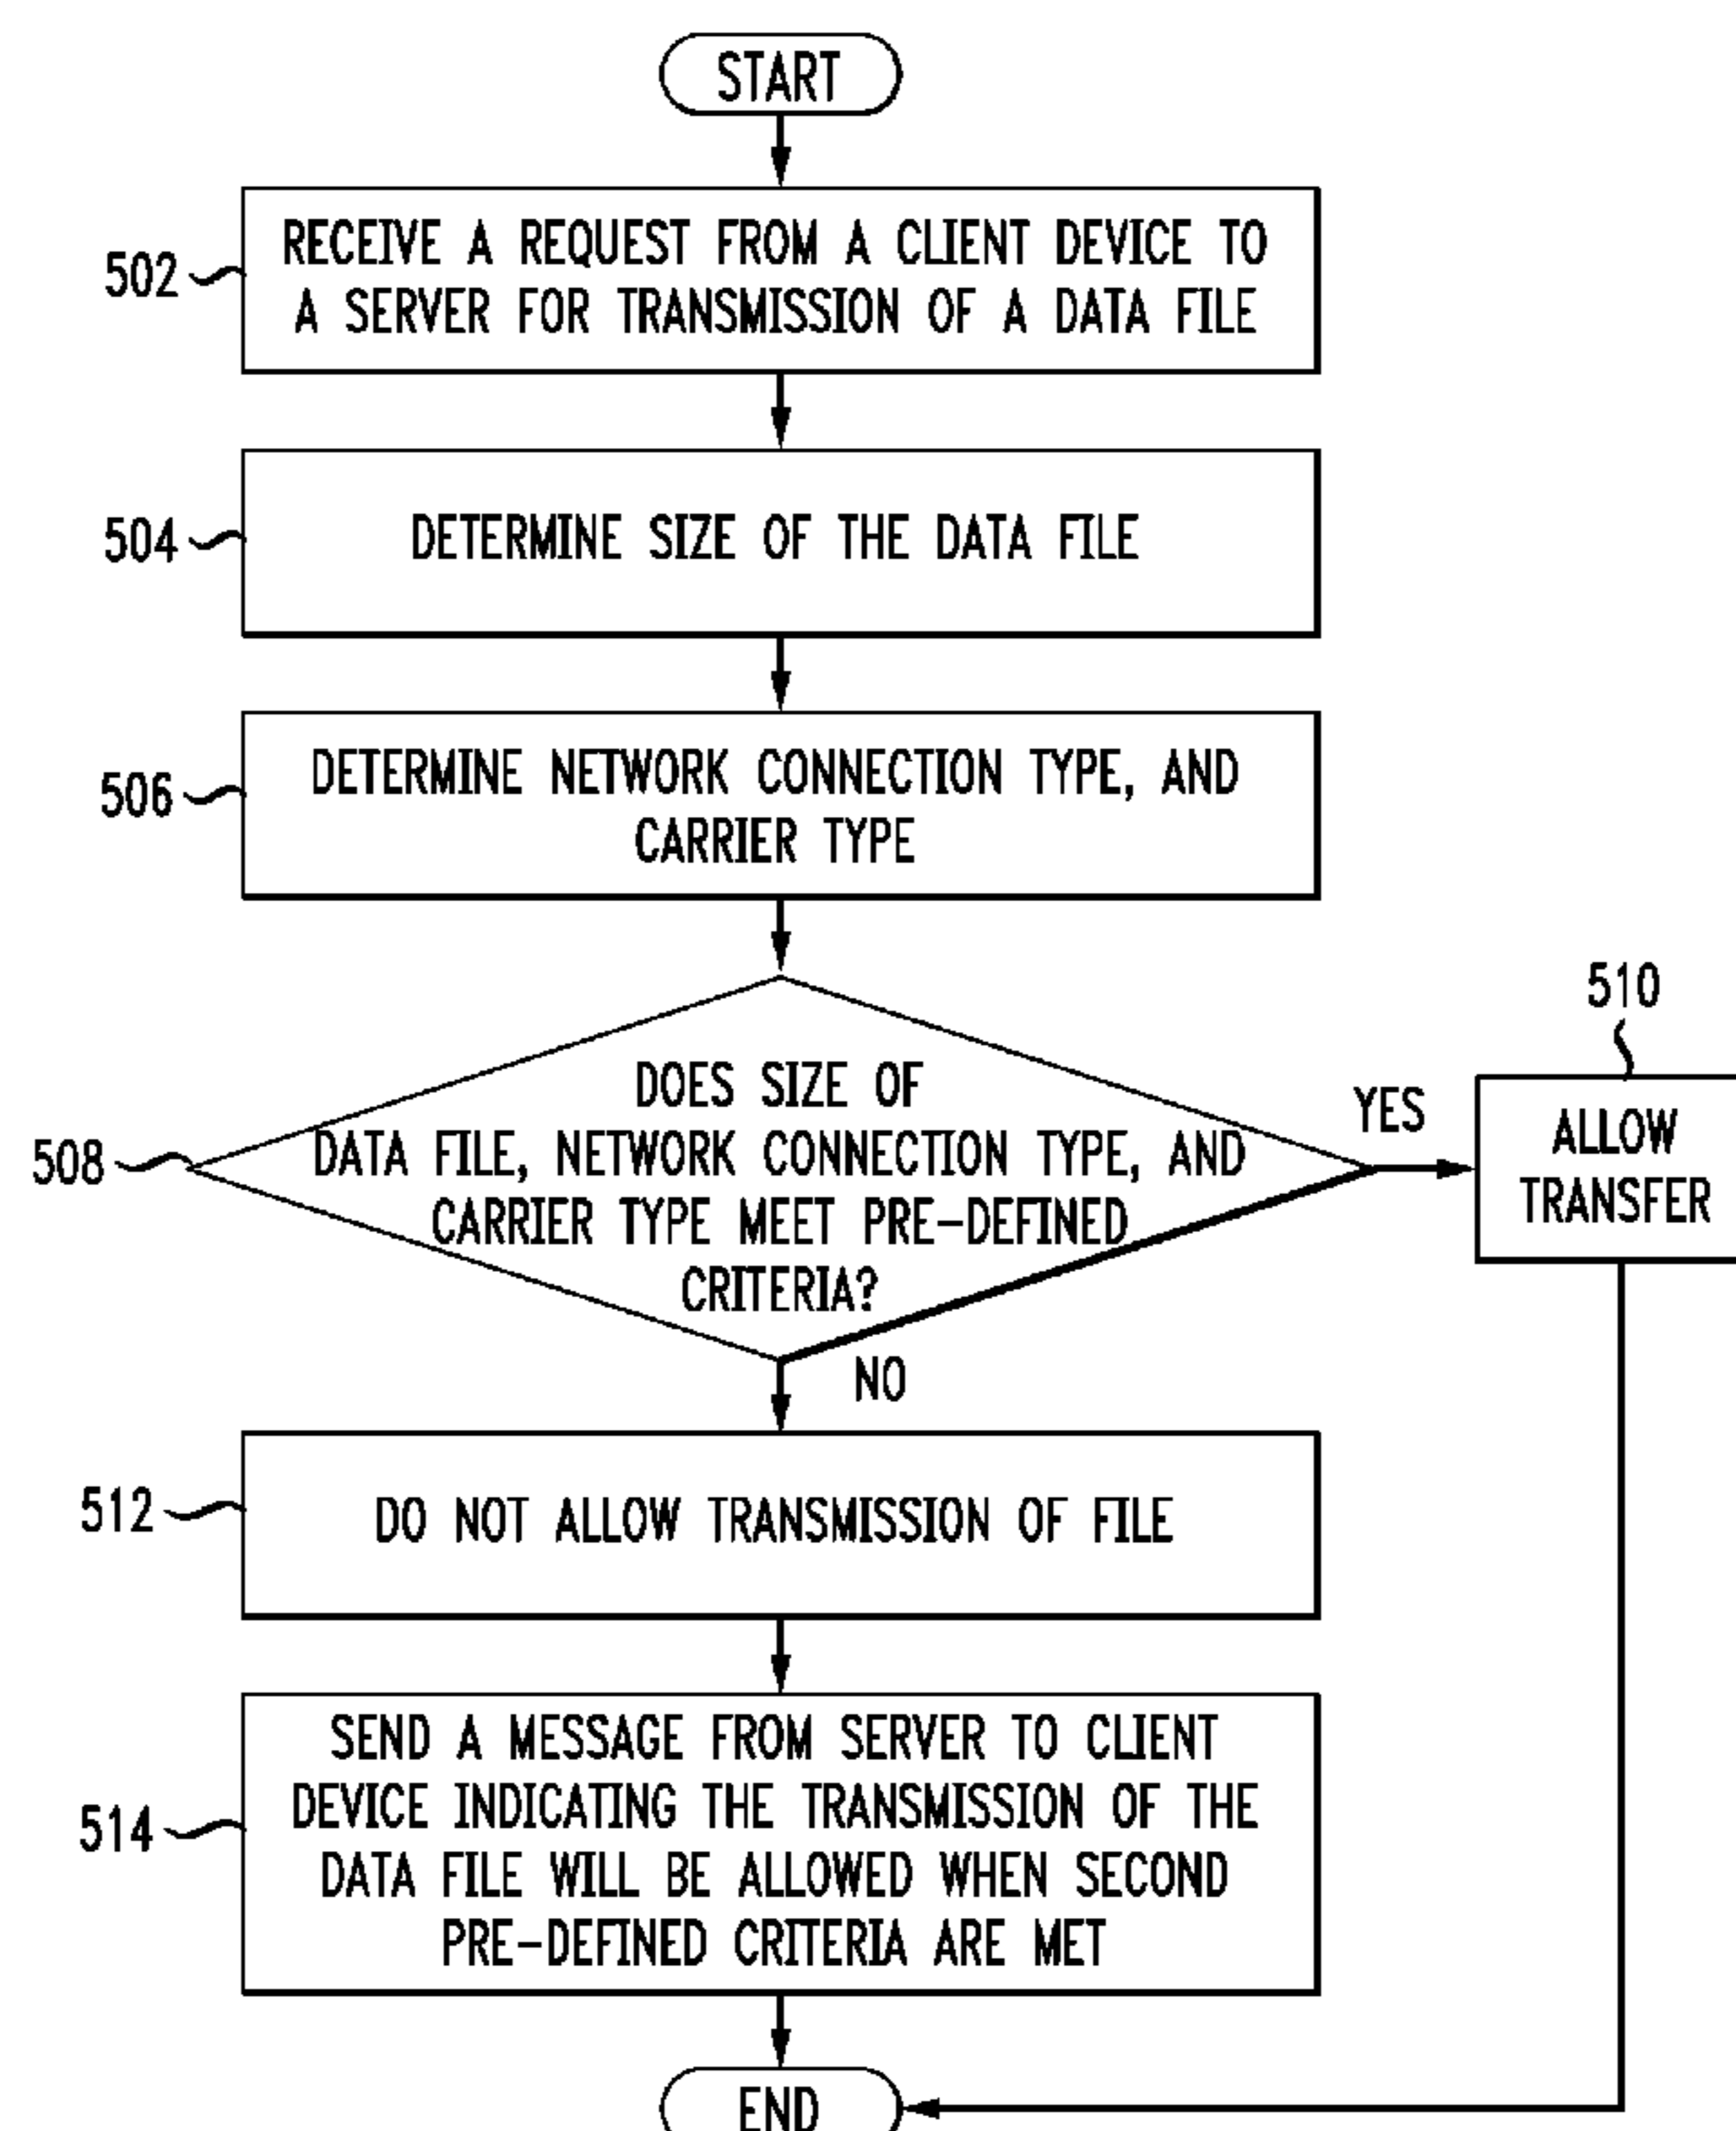 START
502
RECEIVE A REQUEST FROM A CLIENT DEVICE TO
A SERVER FOR TRANSMISSION OF A DATA FILE
504
DETERMINE SIZE OF THE DATA FILE
506
DETERMINE NETWORK CONNECTION TYPE, AND
CARRIER TYPE
508
DOES SIZE OF
DATA FILE, NETWORK CONNECTION TYPE, AND
CARRIER TYPE MEET PRE-DEFINED
CRITERIA?
YES
510
ALLOW
TRANSFER
NO
512
DO NOT ALLOW TRANSMISSION OF FILE
514
SEND A MESSAGE FROM SERVER TO CLIENT
DEVICE INDICATING THE TRANSMISSION OF THE
DATA FILE WILL BE ALLOWED WHEN SECOND
PRE-DEFINED CRITERIA ARE MET
END